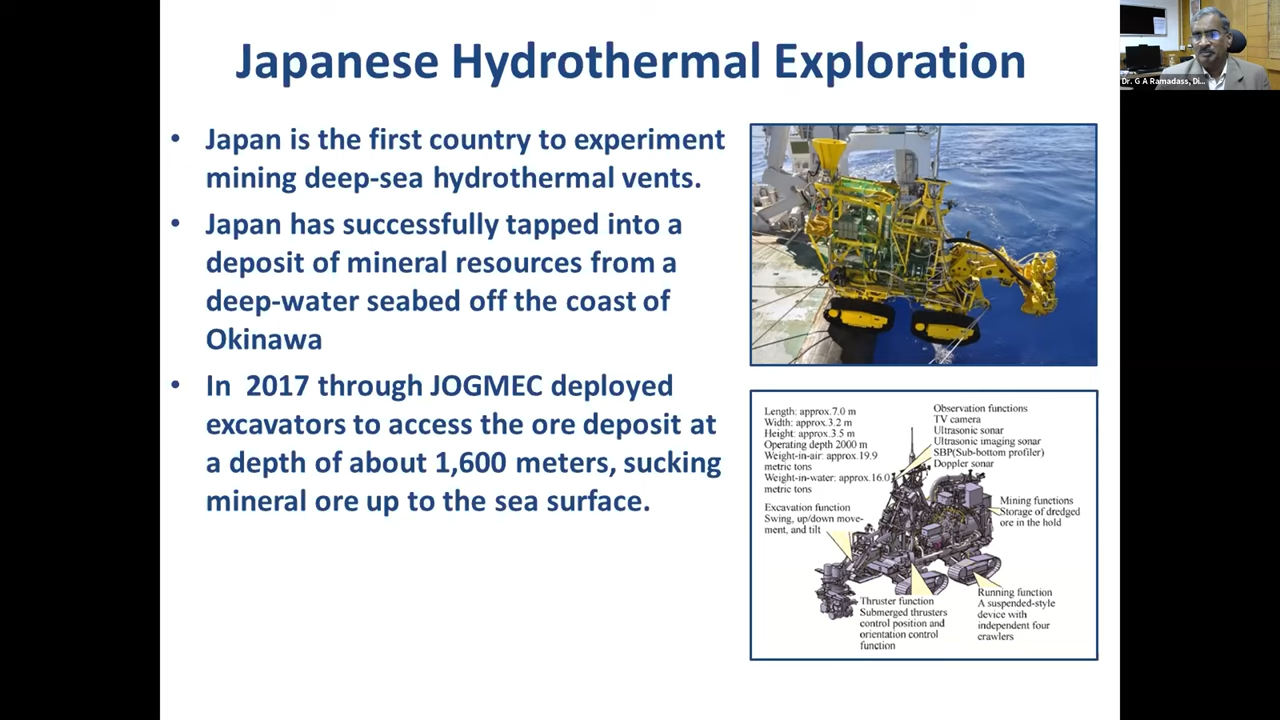 Japanese Hydrothermal Exploration
• Japan is the first country to experiment
mining deep-sea hydrothermal vents.
• Japan has successfully tapped into a
deposit of mineral resources from a
deep-water seabed off the coast of
Okinawa
• In 2017 through JOGMEC deployed
excavators to access the ore deposit at
a depth of about 1,600 meters, sucking
mineral ore up to the sea surface.
Dr. G A Ramadass, Di...
Length: approx.7.0 m
Width: approx.3.2 m
Height: approx.3.5 m
Operating depth 2000 m
Weight-in-air: approx.19.9
metric tons
Weight-in-water: approx.16.0
metric tons
Excavation function
Swing, up/down move-
ment, and tilt
Observation functions
TV camera
Ultrasonic sonar
Ultrasonic imaging sonar
SBP(Sub-bottom profiler)
Doppler sonar
Mining functions
Storage of dredged
ore in the hold
Thruster function
Submerged thrusters
control position and
orientation control
function
Running function
A suspended-style
device with
independent four
crawlers